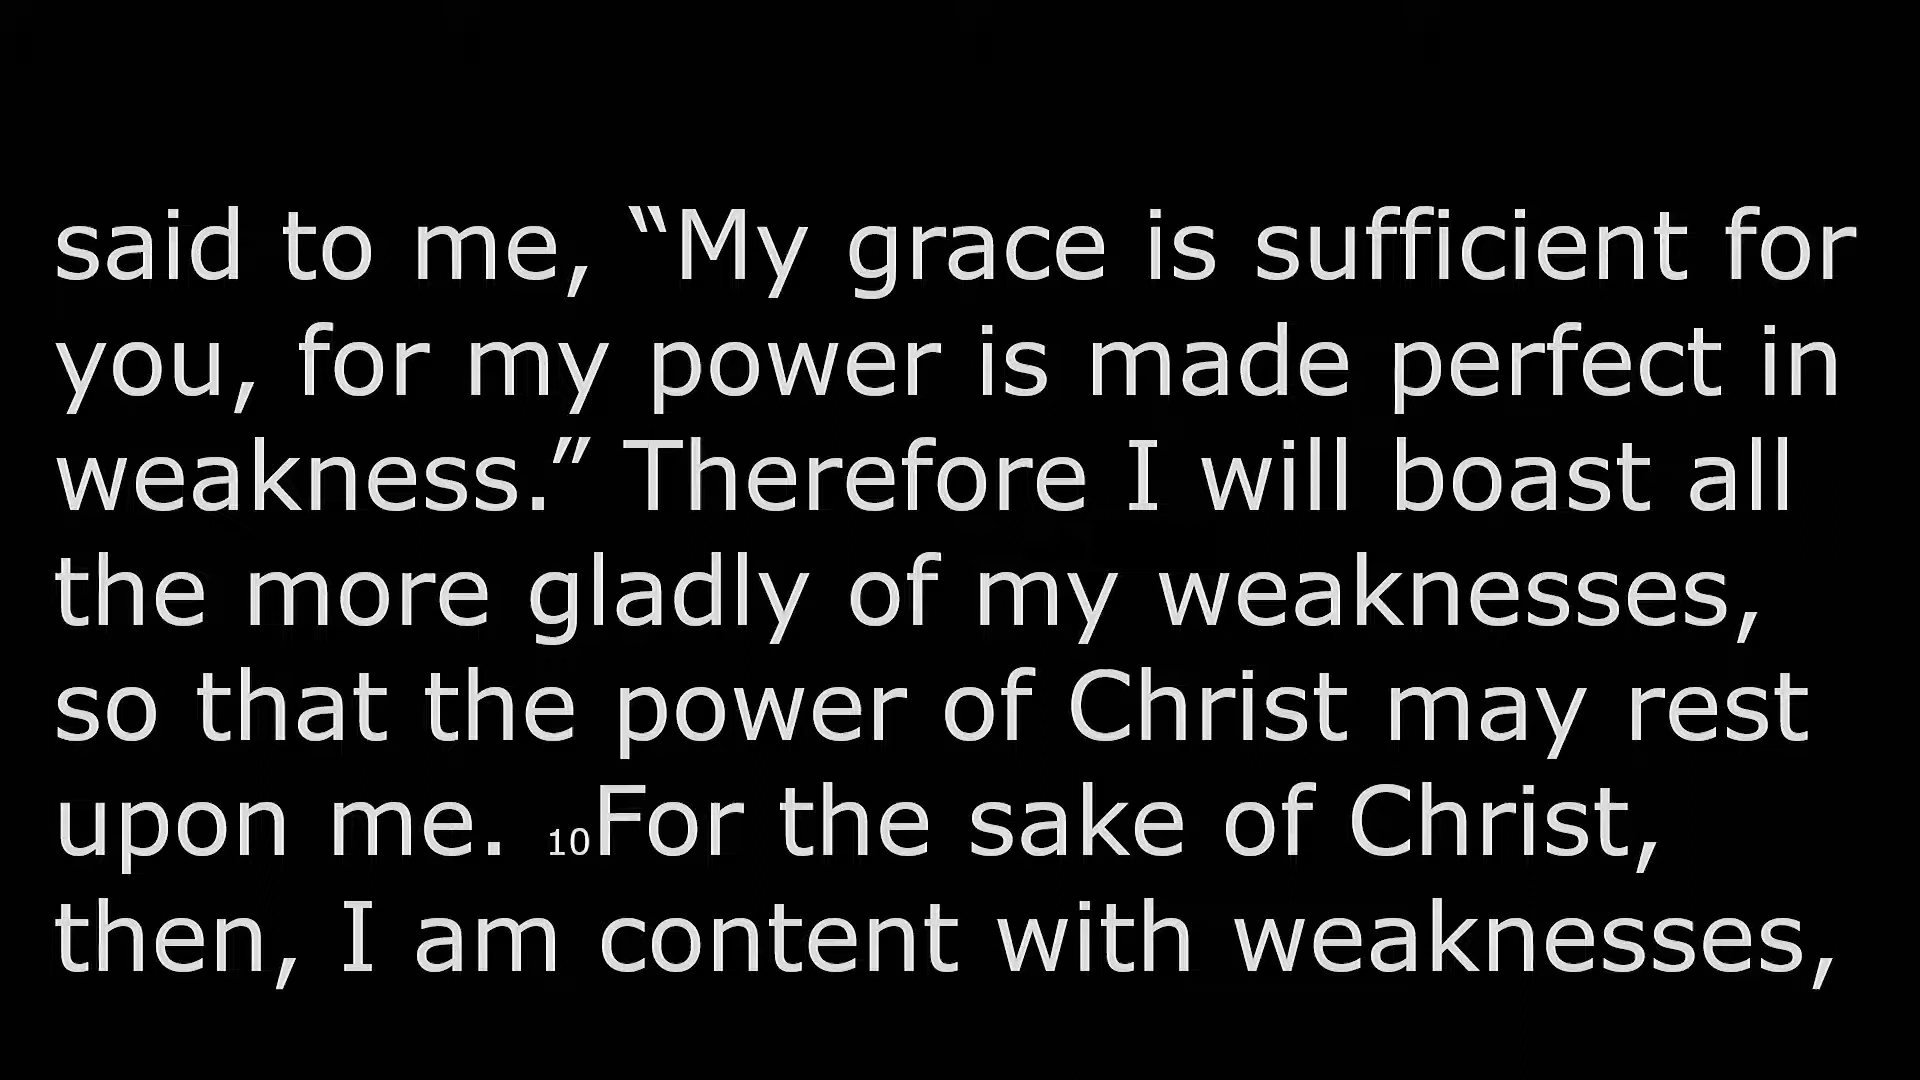 said to me, “My grace is sufficient for
you, for my power is made perfect in
weakness.” Therefore I will boast all
the more gladly of my weaknesses,
so that the power of Christ may rest
upon me. 10For the sake of Christ,
then, I am content with weaknesses,